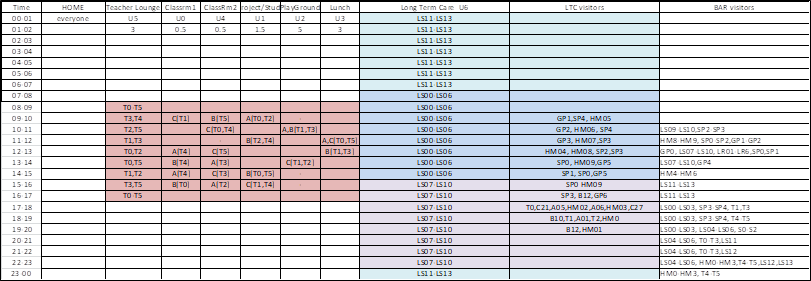 Time HOME Teacher Lounge Classrm1 ClassRm2 roject/Stud PlayGround Lunch Long Term Care U6 LTC visitors BAR visitors
00-01 everyone U5 U0 U4 U1 U2 U3 LS11-LS13
01-02 3 0.5 0.5 1.5 5 3 LS11-LS13
02-03 LS11-LS13
03-04 LS11-LS13
04-05 LS11-LS13
05-06 LS11-LS13
06-07 LS11-LS13
07-08 LS00-LS06
08-09 T0-T5 LS00-LS06
09-10 T3,T4 C(T1) B(T5) A(T0,T2) - LS00-LS06 GP1,SP4, HM05
10-11 T2,T5 C(T0,T4) A,B(T1,T3) LS00-LS06 GP2, HM06, SP4 LS09-LS10,SP2-SP3
11-12 T1,T3 B(T2,T4) A,C(T0,T5) LS00-LS06 GP3, HM07,SP3 HM8-HM9, SP0-SP2,GP1-GP2
12-13 T0,T2 A(T4) C(T5) B(T1,T3) LS00-LS06 HM04, HM08, SP2,SP3 GP0, LS07-LS10, LR01-LR6,SP0,SP1
13-14 T0,T5 B(T4) A(T3) C(T1,T2) LS00-LS06 SP0, HM09,GP5 LS07-LS10,GP4
14-15 T1,T2 A(T4) C(T3) B(T0,T5) - LS00-LS06 SP1, SP0,GP5 HM4-HM6
15-16 T3,T5 B(T0) A(T2) C(T1,T4) - LS07-LS10 SP0-HM09 LS11-LS13
16-17 T0-T5 LS07-LS10 SP3, B12,GP6 LS11-LS13
17-18 LS07-LS10 T0,C21,A05,HM02,A06,HM03,C27 LS00-LS03, SP3-SP4, T1,T3
18-19 LS07-LS10 B10,T1,A01,T2,HM0 LS00-LS03, SP3-SP4, T4-T5
19-20 LS07-LS10 B12,HM01 LS00-LS03, LS04-LS06, S0-S2
20-21 LS07-LS10 LS04-LS06, T0-T3,LS11
21-22 LS07-LS10 LS04-LS06, T0-T3,LS12
22-23 LS07-LS10 LS04-LS06, HM0-HM3,T4-T5,LS12,LS13
23-00 LS11-LS13 HM0-HM3, T4-T5